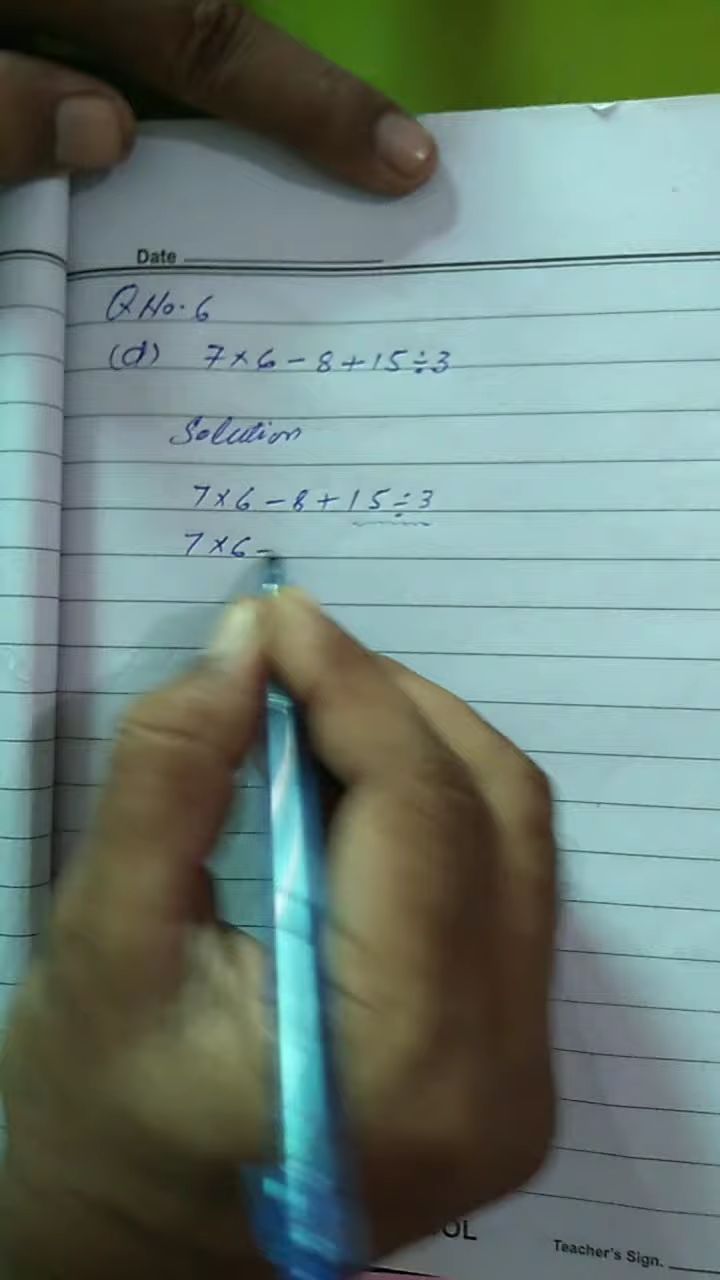 Date
Q No. 6
(d) 7×6-8+15÷3
Solution
7×6-8+15÷3
7×6-
OL
Teacher's Sign.